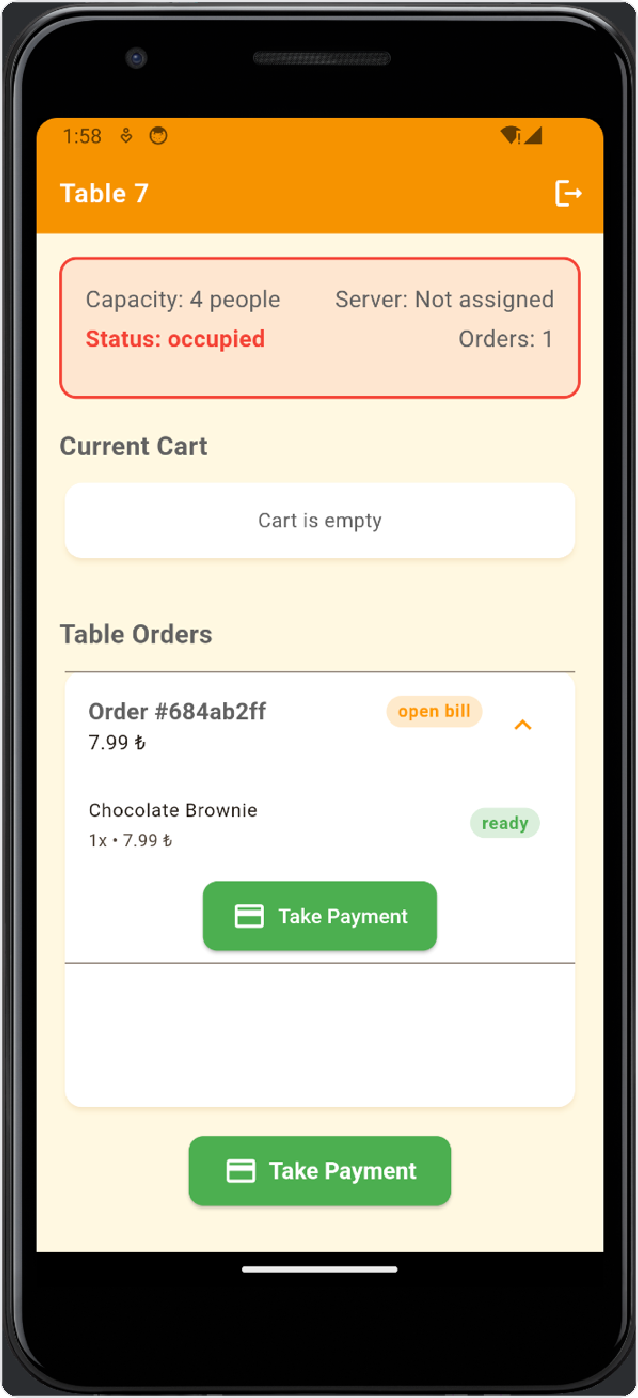 1:58
Table 7
Capacity: 4 people Server: Not assigned
Status: occupied Orders: 1
Current Cart
Cart is empty
Table Orders
Order #684ab2ff open bill
7.99 ₺
Chocolate Brownie ready
1x • 7.99 ₺
Take Payment
Take Payment